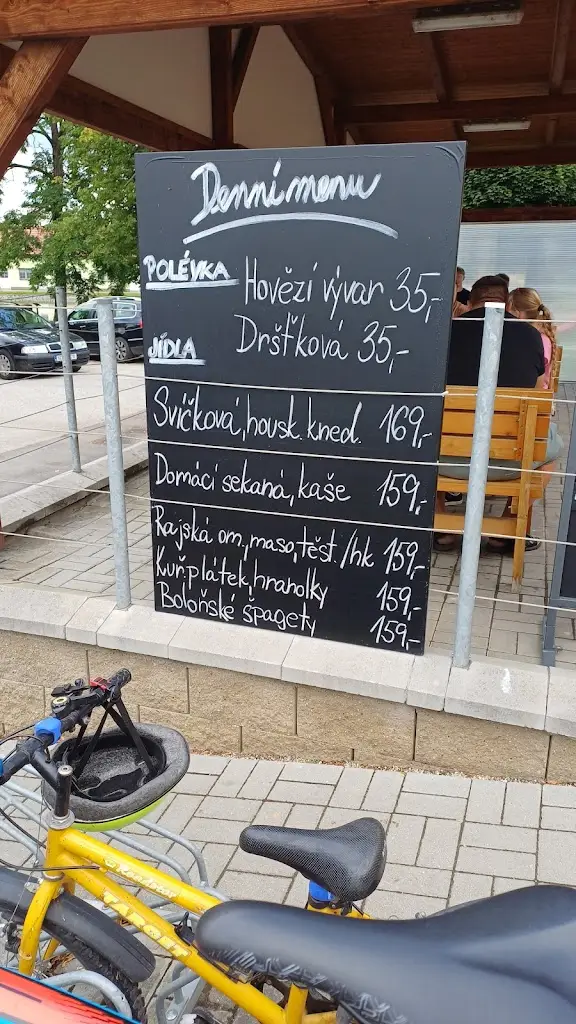 Denní menu
POLÉVKA Hovězí vývar 35,-
Dršťková 35,-
JÍDLA
Svíčková, housk. kned. 169,-
Domácí sekaná, kaše 159,-
Rajská om., maso, těst./hk 159,-
Kuř. plátek, hranolky 159,-
Boloňské špagety 159,-